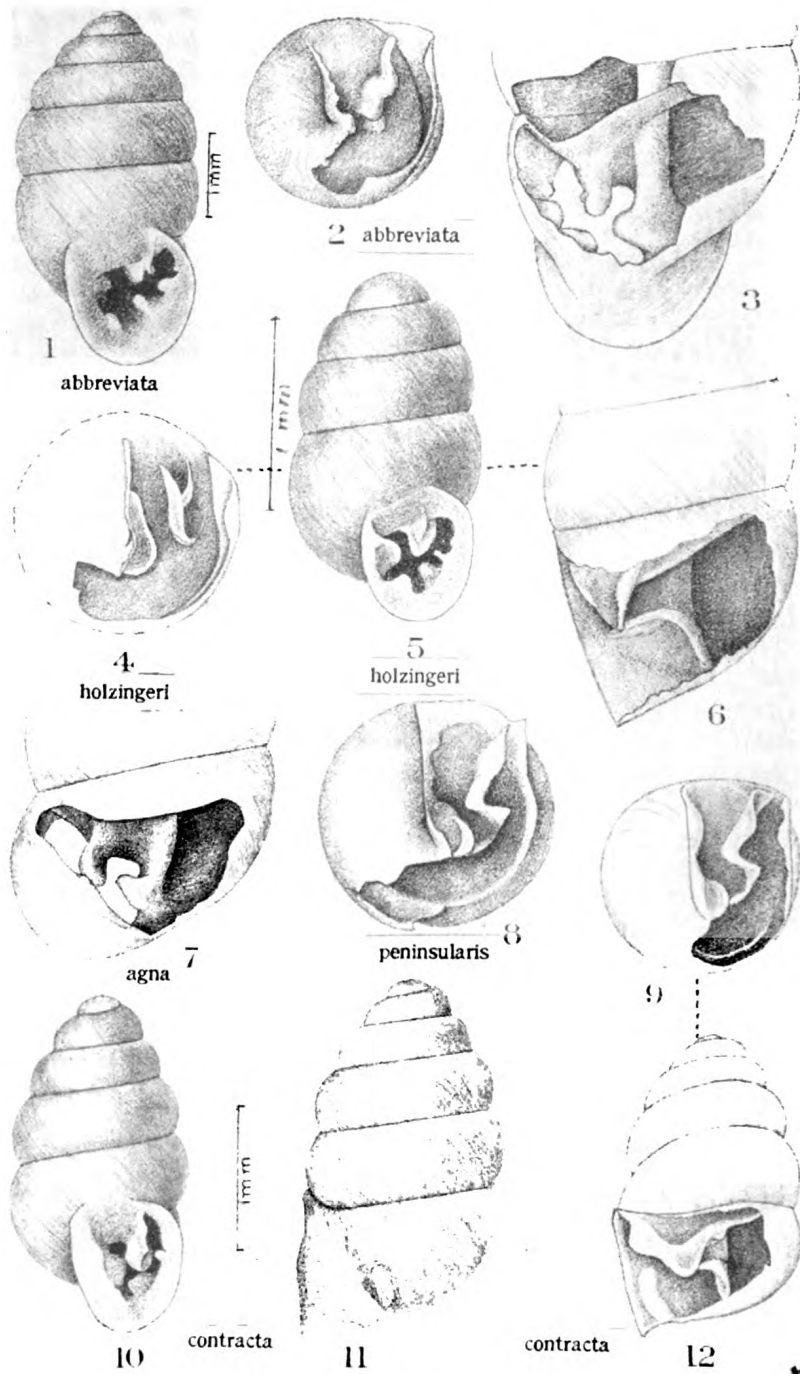 1
abbreviata
mm
2 abbreviata
3
4
holzingeri
1 mm
5
holzingeri
6
7
agna
8
peninsularis
9
10
1mm
contracta
11
contracta
12